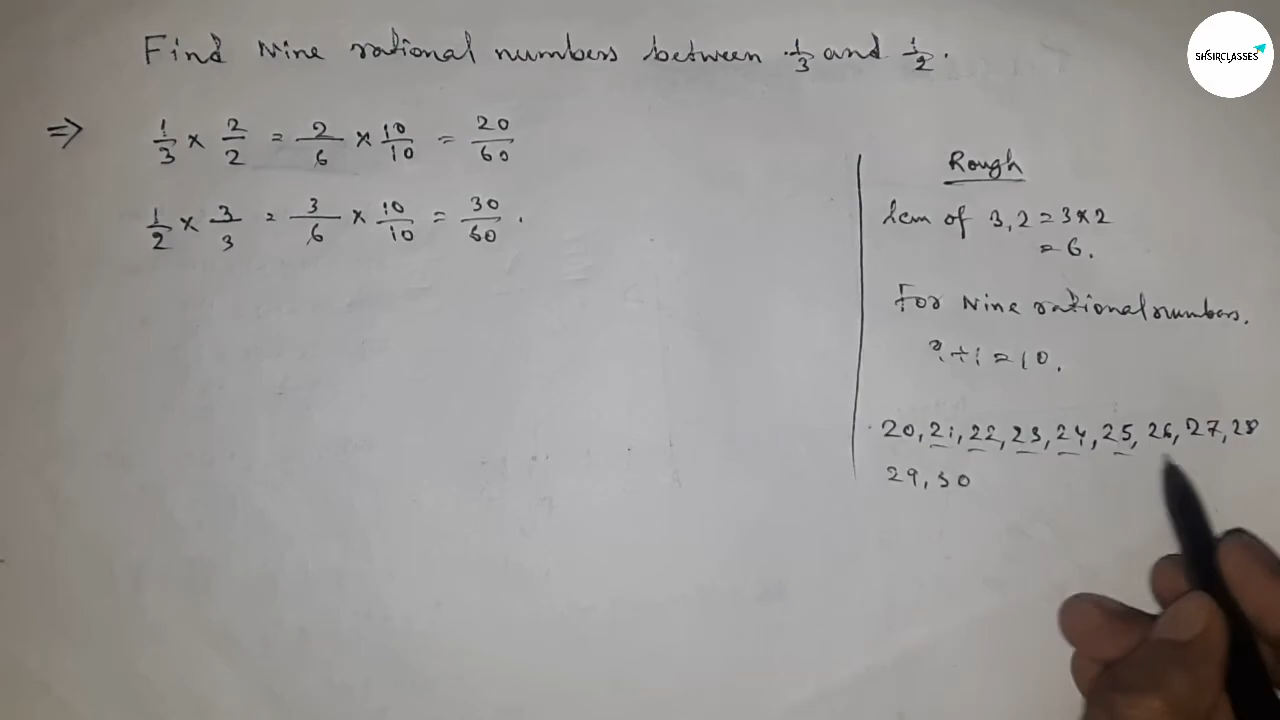 Find Nine rational numbers between 1/3 and 1/2.
SHSIRCLASSES
=> 1/3 × 2/2 = 2/6 × 10/10 = 20/60
1/2 × 3/3 = 3/6 × 10/10 = 30/60.
Rough
lcm of 3, 2 = 3×2
= 6.
For Nine rational numbers.
9+1 = 10.
20, 21, 22, 23, 24, 25, 26, 27, 28
29, 30